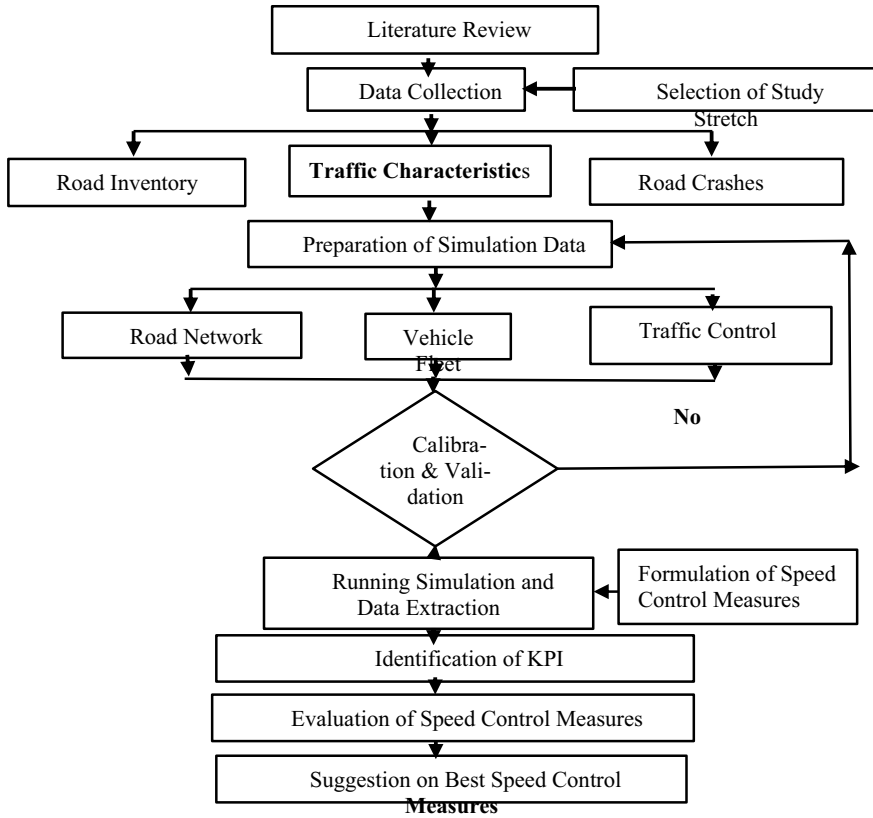 Literature Review
Data Collection
Selection of Study
Stretch
Road Inventory
Traffic Characteristics
Road Crashes
Preparation of Simulation Data
Road Network
Vehicle
Fleet
Traffic Control
No
Calibra-
tion & Vali-
dation
Running Simulation and
Data Extraction
Formulation of Speed
Control Measures
Identification of KPI
Evaluation of Speed Control Measures
Suggestion on Best Speed Control
Measures